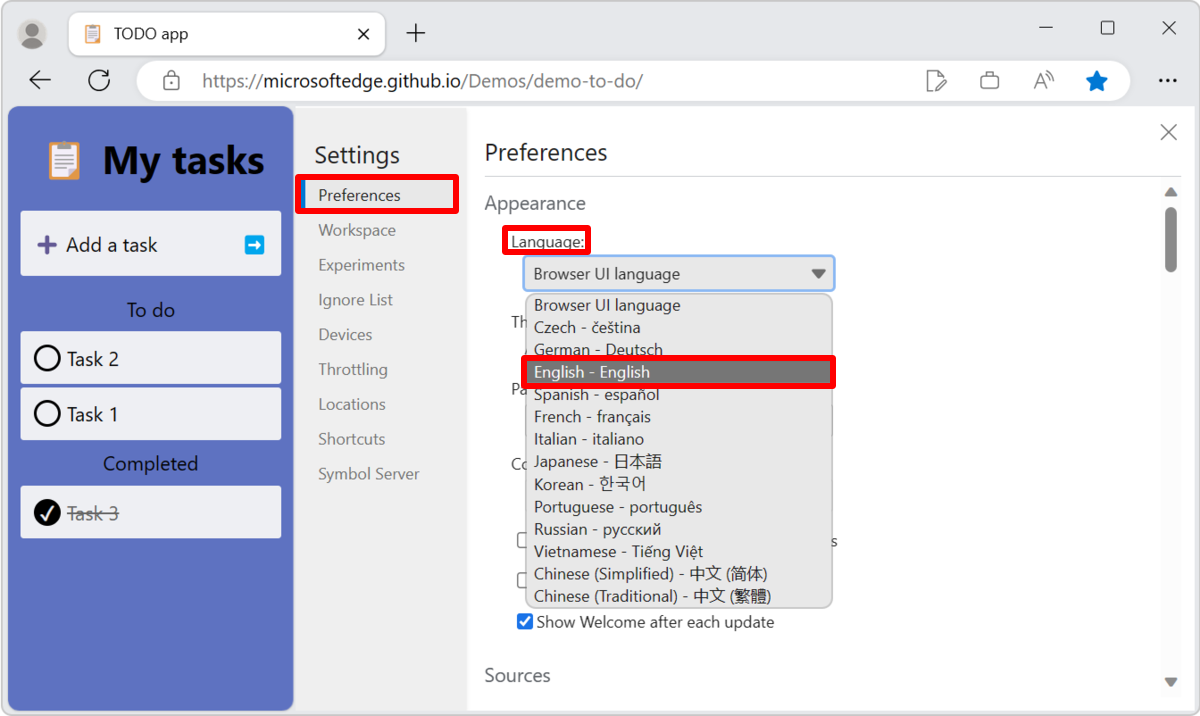 TODO app
https://microsoftedge.github.io/Demos/demo-to-do/
My tasks
Add a task
To do
Task 2
Task 1
Completed
Task 3
Settings
Preferences
Workspace
Experiments
Ignore List
Devices
Throttling
Locations
Shortcuts
Symbol Server
Preferences
Appearance
Language:
Browser UI language
Browser UI language
Czech - čeština
German - Deutsch
English - English
Spanish - español
French - français
Italian - italiano
Japanese - 日本語
Korean - 한국어
Portuguese - português
Russian - русский
Vietnamese - Tiếng Việt
Chinese (Simplified) - 中文 (简体)
Chinese (Traditional) - 中文 (繁體)
Show Welcome after each update
Sources